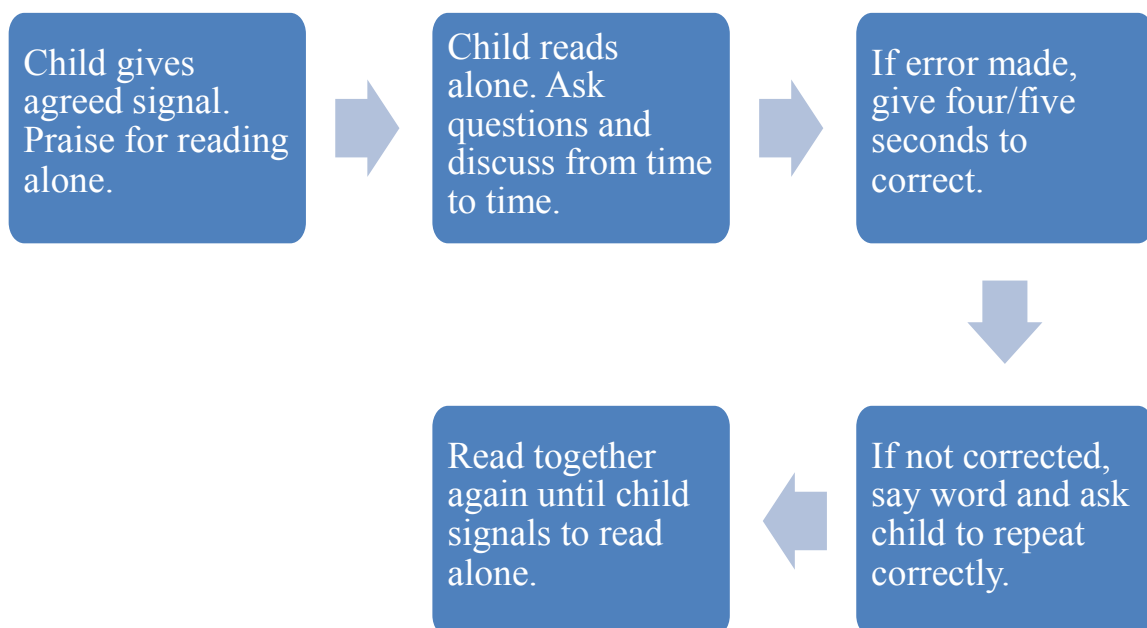 Child gives
agreed signal.
Praise for reading
alone.
Child reads
alone. Ask
questions and
discuss from time
to time.
If error made,
give four/five
seconds to
correct.
If not corrected,
say word and ask
child to repeat
correctly.
Read together
again until child
signals to read
alone.